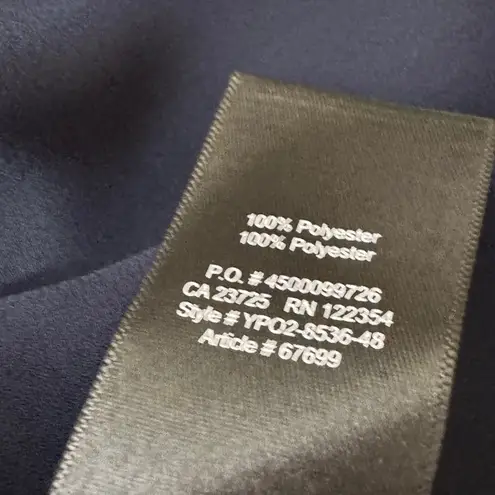 100% Polyester
100% Polyester
P.O. # 4500099726
CA 23725 RN 122354
Style # YPO2-8536-48
Article # 67699